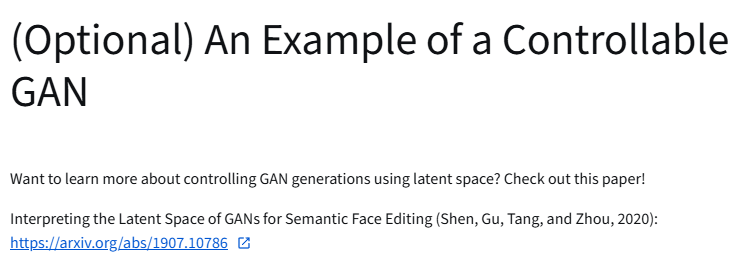 (Optional) An Example of a Controllable
GAN
Want to learn more about controlling GAN generations using latent space? Check out this paper!
Interpreting the Latent Space of GANs for Semantic Face Editing (Shen, Gu, Tang, and Zhou, 2020):
https://arxiv.org/abs/1907.10786